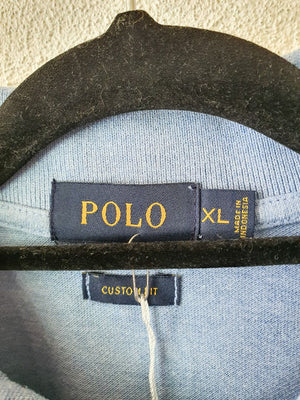 POLO
XL
MADE IN
INDONESIA
CUSTOM FIT